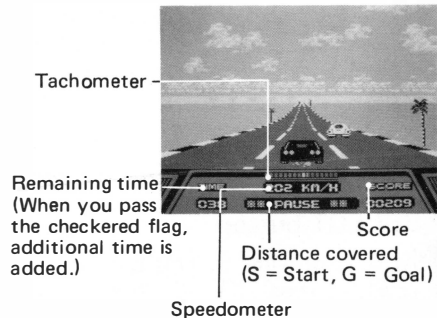 Tachometer
TIME
202 KM/H
SCORE
038
PAUSE
00209
Remaining time
(When you pass
the checkered flag,
additional time is
added.)
Score
Distance covered
(S = Start, G = Goal)
Speedometer